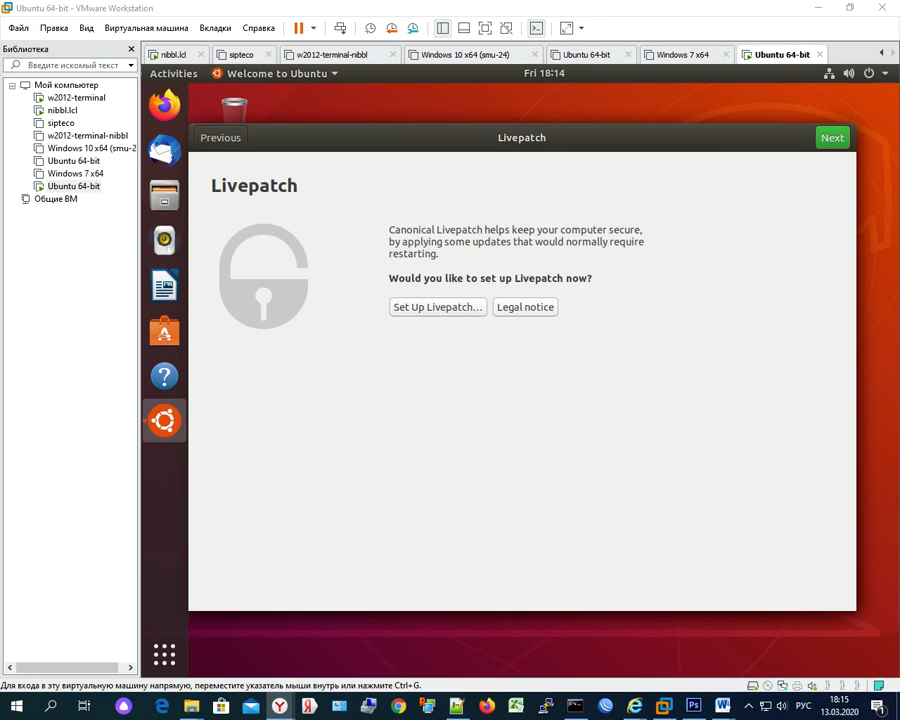 Ubuntu 64-bit - VMware Workstation
Файл Правка Вид Виртуальная машина Вкладки Справка
Библиотека
Введите искомый текст
Мой компьютер
w2012-terminal
nibbl.lcl
sipteco
w2012-terminal-nibbl
Windows 10 x64 (smu-2
Ubuntu 64-bit
Windows 7 x64
Ubuntu 64-bit
Общие ВМ
nibbl.lcl
sipteco
w2012-terminal-nibbl
Windows 10 x64 (smu-24)
Ubuntu 64-bit
Windows 7 x64
Ubuntu 64-bit
Activities Welcome to Ubuntu Fri 18:14
Previous Livepatch Next
Livepatch
Canonical Livepatch helps keep your computer secure,
by applying some updates that would normally require
restarting.
Would you like to set up Livepatch now?
Set Up Livepatch... Legal notice
Для входа в эту виртуальную машину напрямую, переместите указатель мыши внутрь или нажмите Ctrl+G.
РУС
18:15
13.03.2020
1